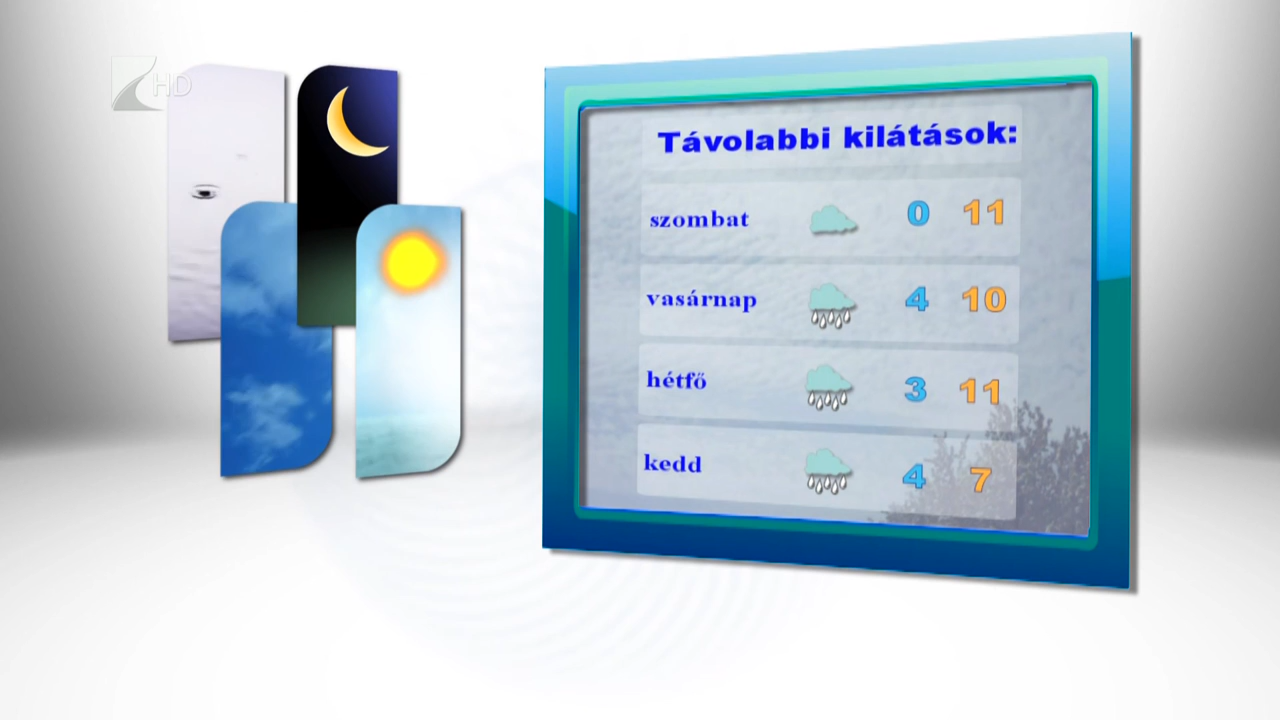 HD
Távolabbi kilátások:
szombat 0 11
vasárnap 4 10
hétfő 3 11
kedd 4 7